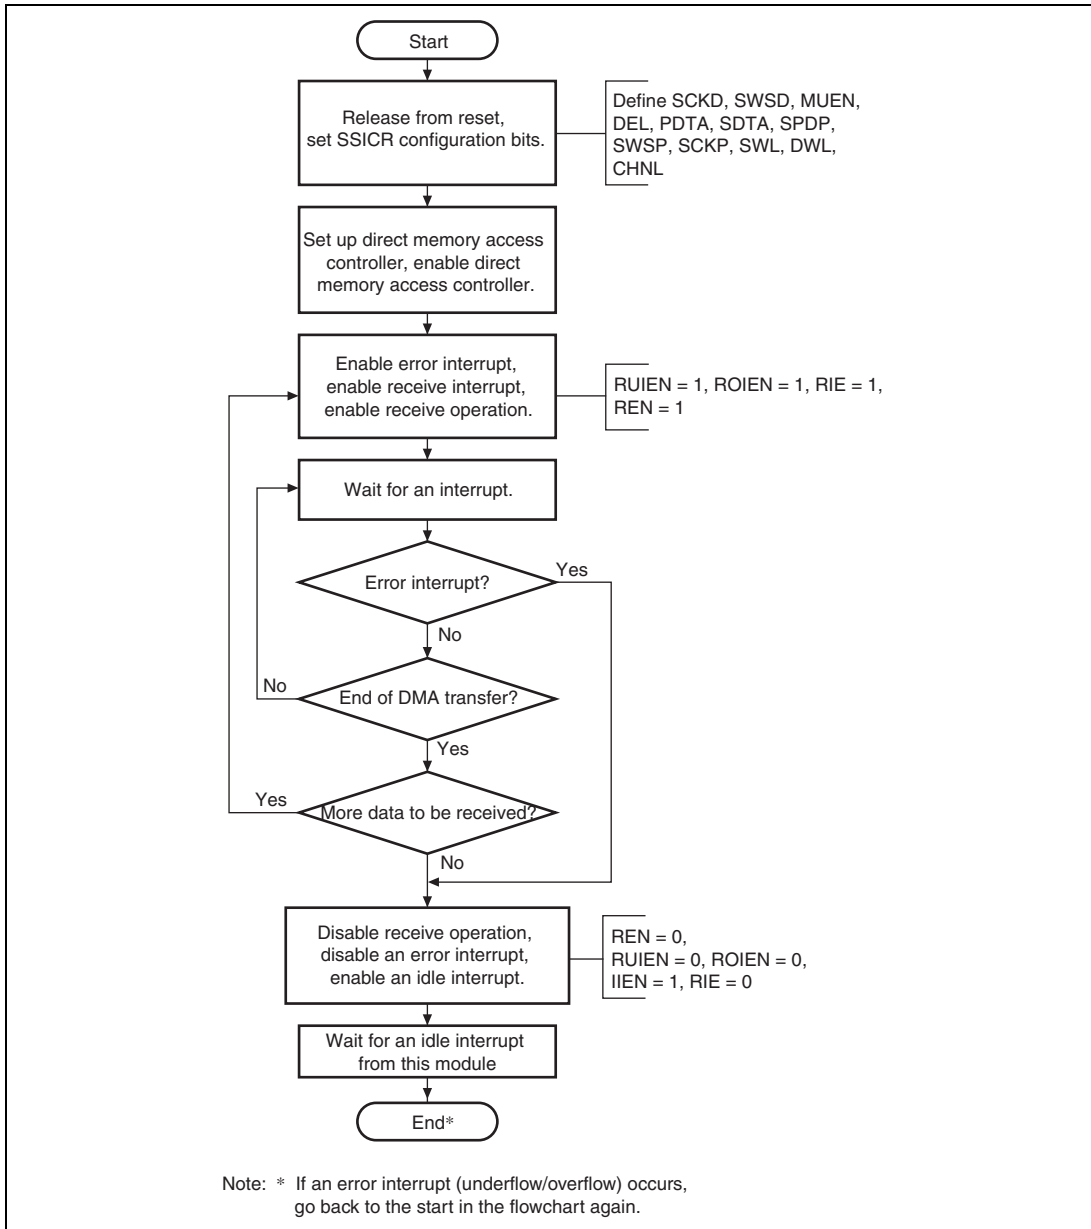 Start
Release from reset,
set SSICR configuration bits.
Define SCKD, SWSD, MUEN,
DEL, PDTA, SDTA, SPDP,
SWSP, SCKP, SWL, DWL,
CHNL
Set up direct memory access
controller, enable direct
memory access controller.
Enable error interrupt,
enable receive interrupt,
enable receive operation.
RUIEN = 1, ROIEN = 1, RIE = 1,
REN = 1
Wait for an interrupt.
Error interrupt?
Yes
No
End of DMA transfer?
No
Yes
More data to be received?
Yes
No
Disable receive operation,
disable an error interrupt,
enable an idle interrupt.
REN = 0,
RUIEN = 0, ROIEN = 0,
IIEN = 1, RIE = 0
Wait for an idle interrupt
from this module
End*
Note: * If an error interrupt (underflow/overflow) occurs,
go back to the start in the flowchart again.